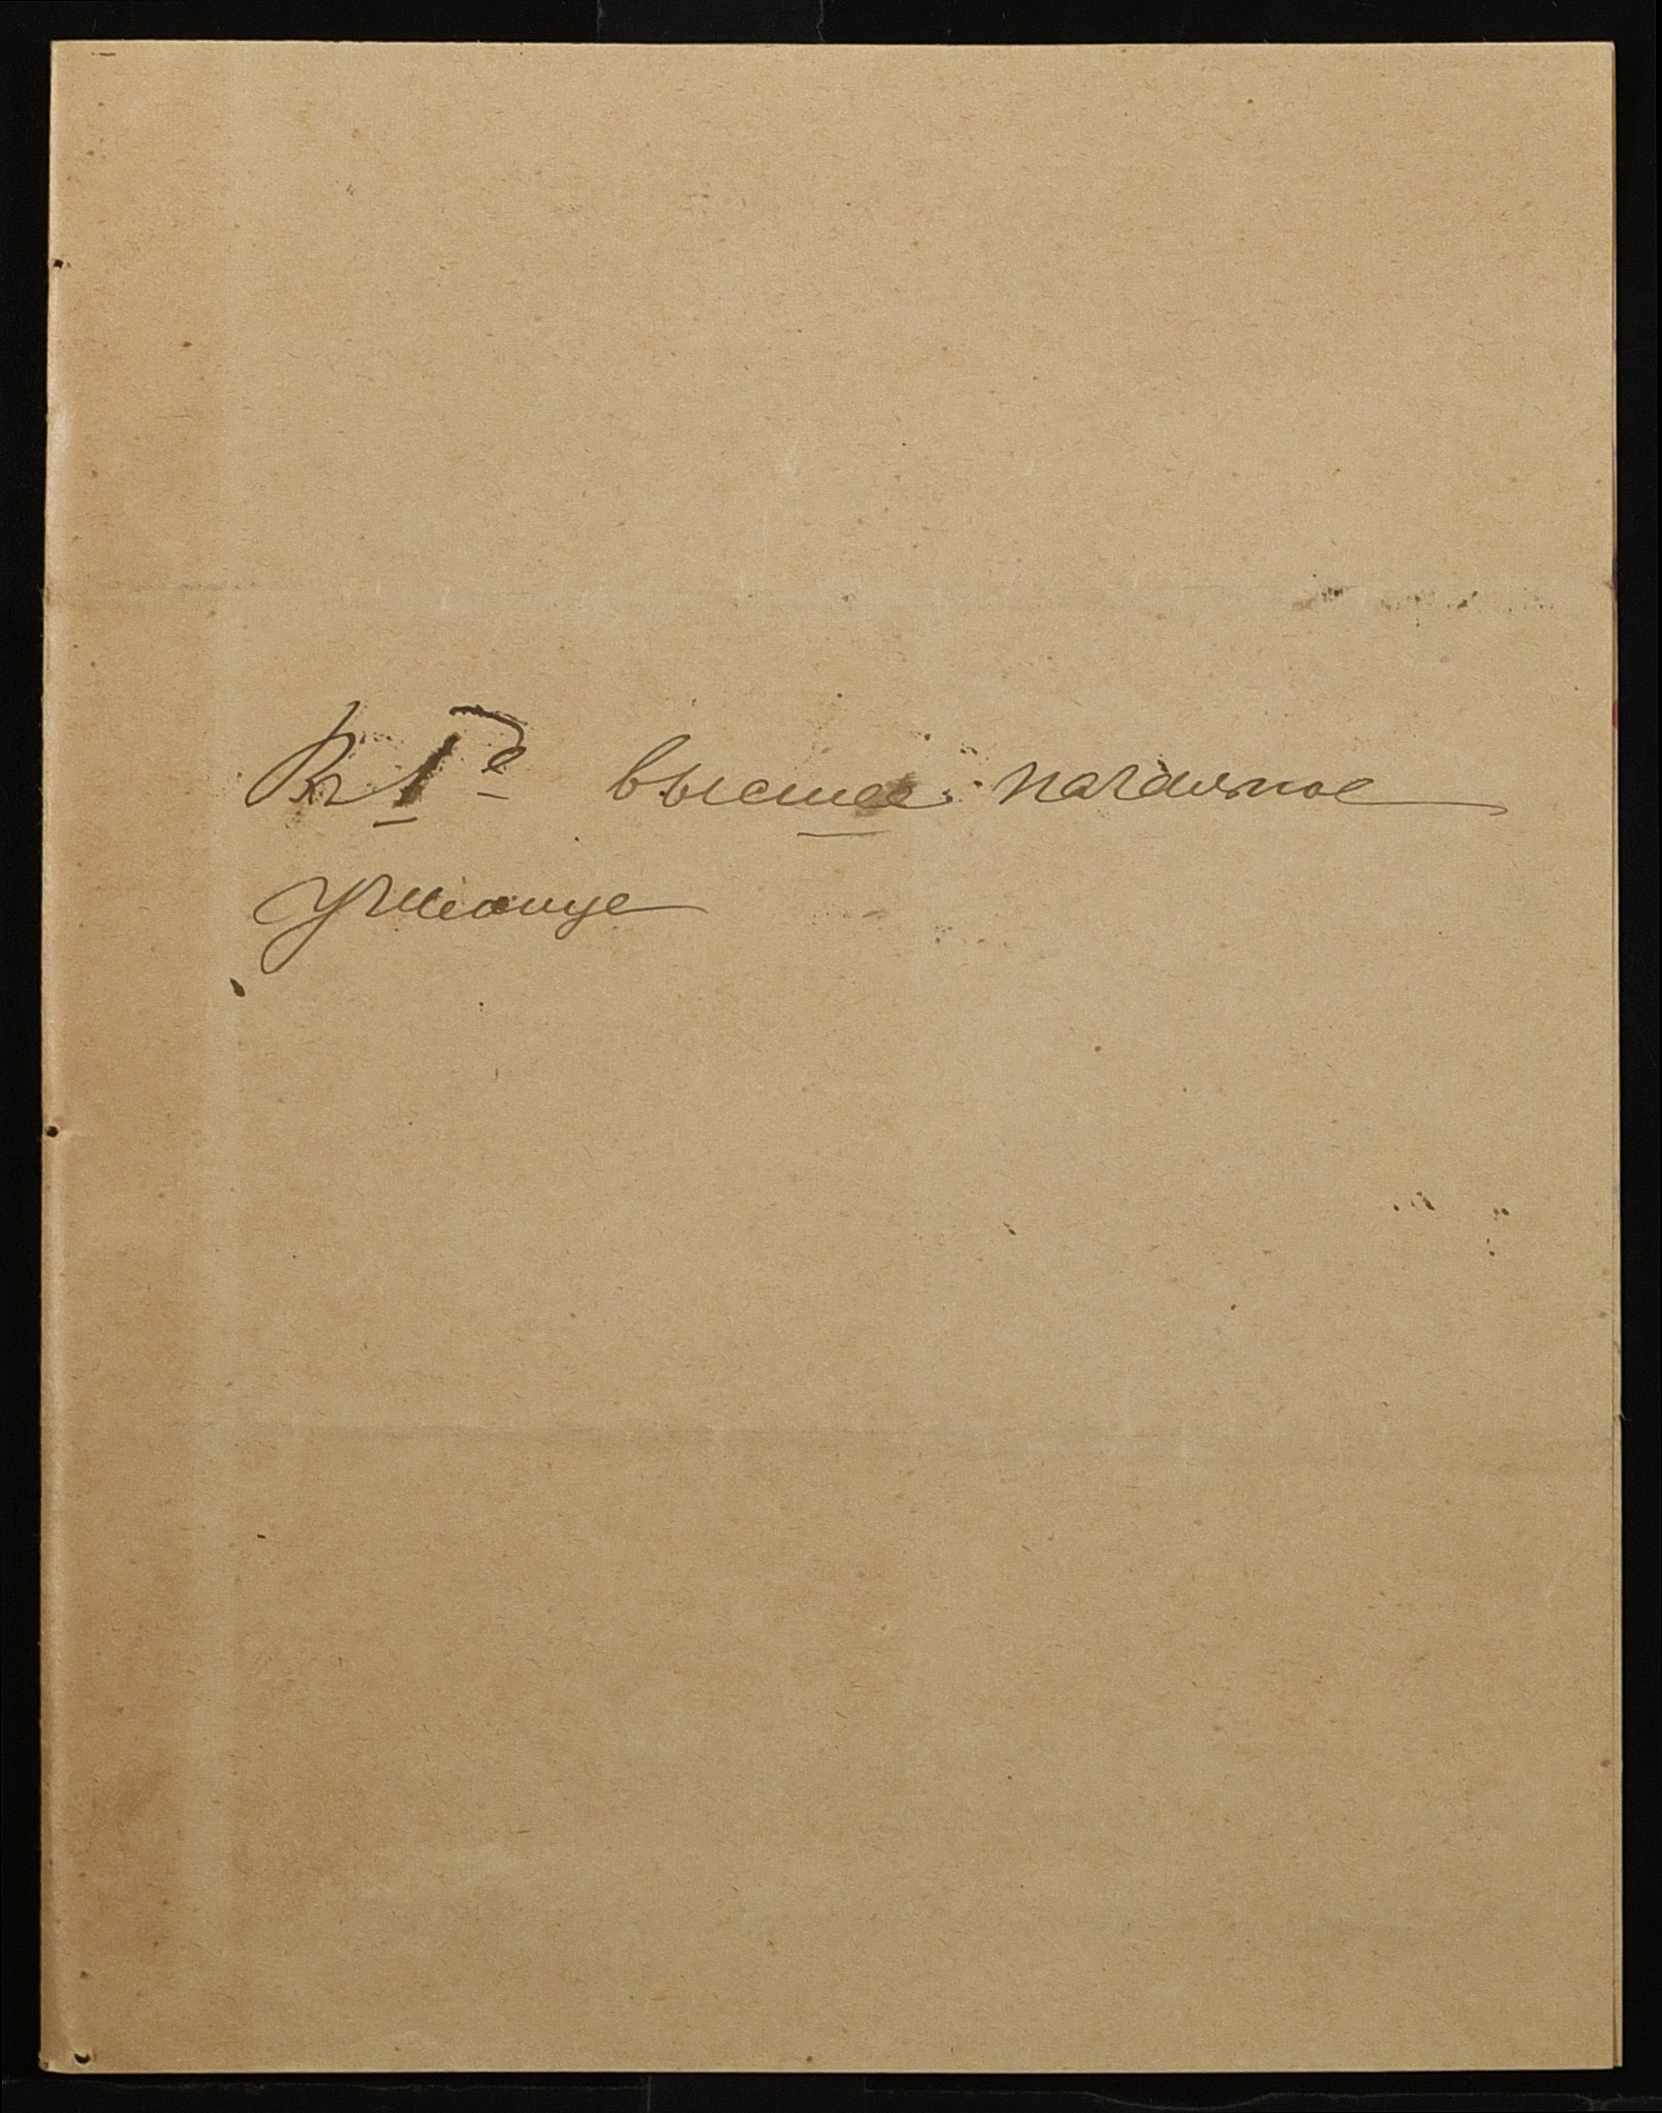 Въ 1е высшее начальное
училище